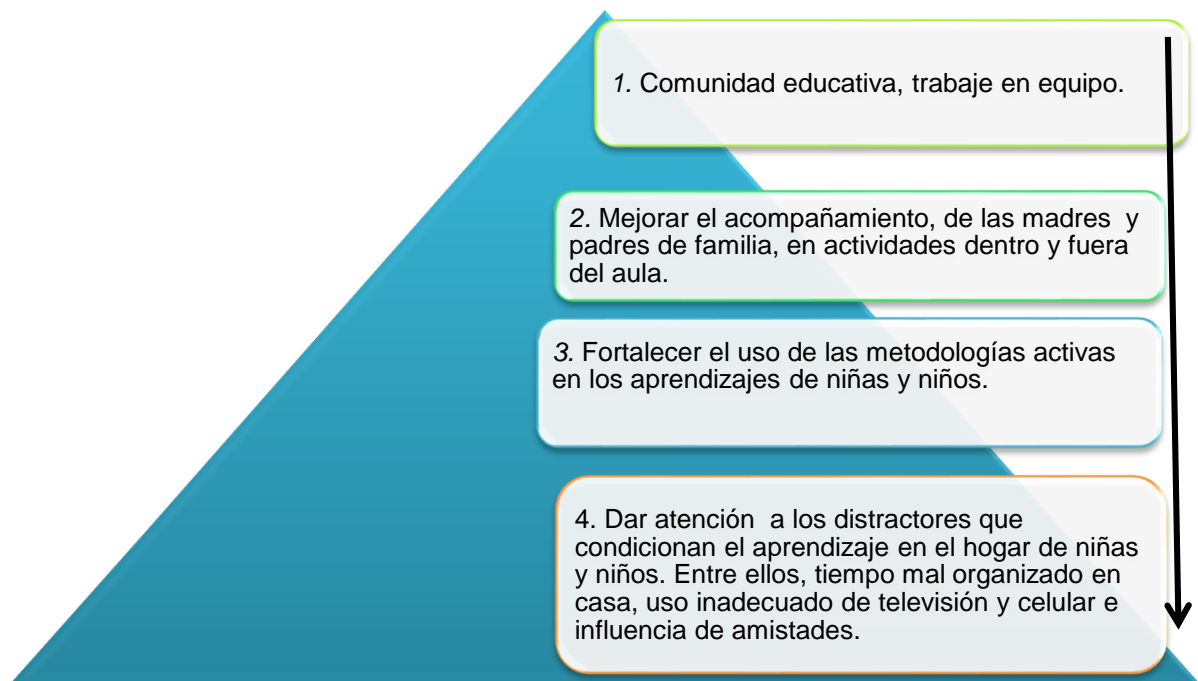 1. Comunidad educativa, trabaje en equipo.
2. Mejorar el acompañamiento, de las madres  y
padres de familia, en actividades dentro y fuera
del aula.
3. Fortalecer el uso de las metodologías activas
en los aprendizajes de niñas y niños.
4. Dar atención  a los distractores que
condicionan el aprendizaje en el hogar de niñas
y niños. Entre ellos, tiempo mal organizado en
casa, uso inadecuado de televisión y celular e
influencia de amistades.